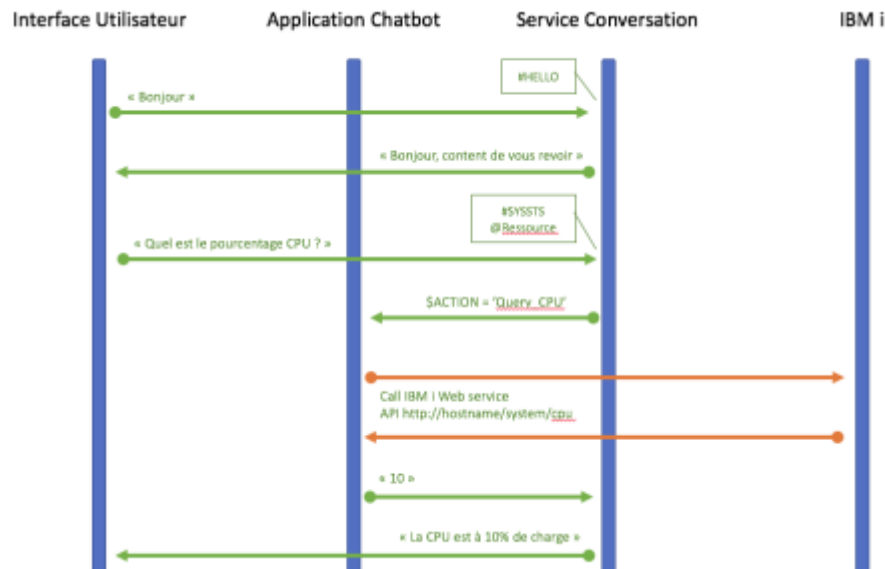 Interface Utilisateur
Application Chatbot
Service Conversation
IBM i
#HELLO
« Bonjour »
« Bonjour, content de vous revoir »
#SYSSTS
@Ressource
« Quel est le pourcentage CPU ? »
$ACTION = 'Query_CPU'
Call IBM i Web service
API http://hostname/system/cpu
« 10 »
« La CPU est à 10% de charge »